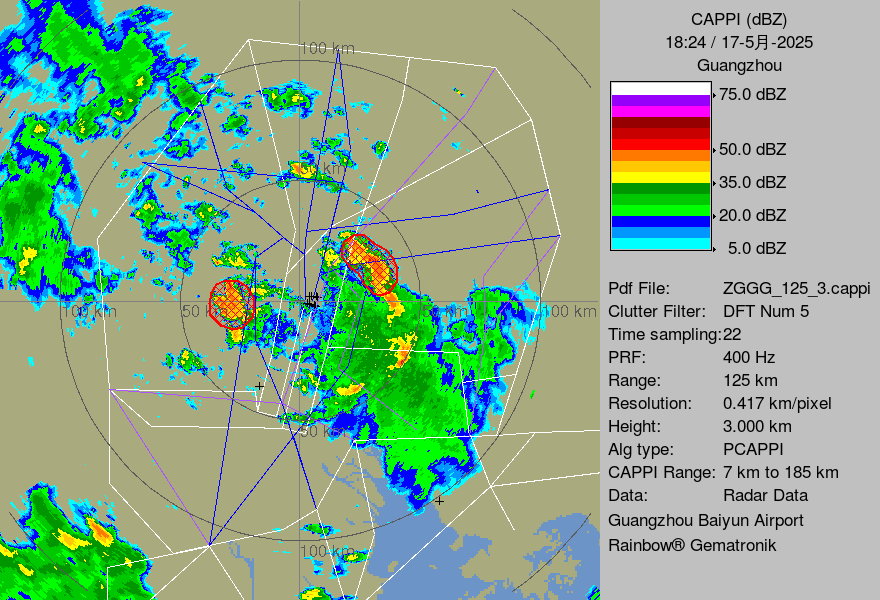 CAPPI (dBZ)
18:24 / 17-5月-2025
Guangzhou
75.0 dBZ
50.0 dBZ
35.0 dBZ
20.0 dBZ
5.0 dBZ
Pdf File: ZGGG_125_3.cappi
Clutter Filter: DFT Num 5
Time sampling:22
PRF: 400 Hz
Range: 125 km
Resolution: 0.417 km/pixel
Height: 3.000 km
Alg type: PCAPPI
CAPPI Range: 7 km to 185 km
Data: Radar Data
Guangzhou Baiyun Airport
Rainbow® Gematronik
100 km
100 km
50 km
100 km
50 km
100 km